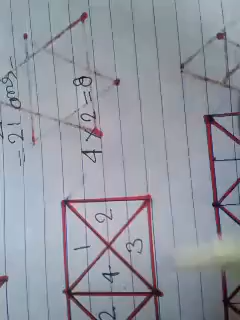 = 21 ans
4 × 2 = 8
1 2
4 3
2